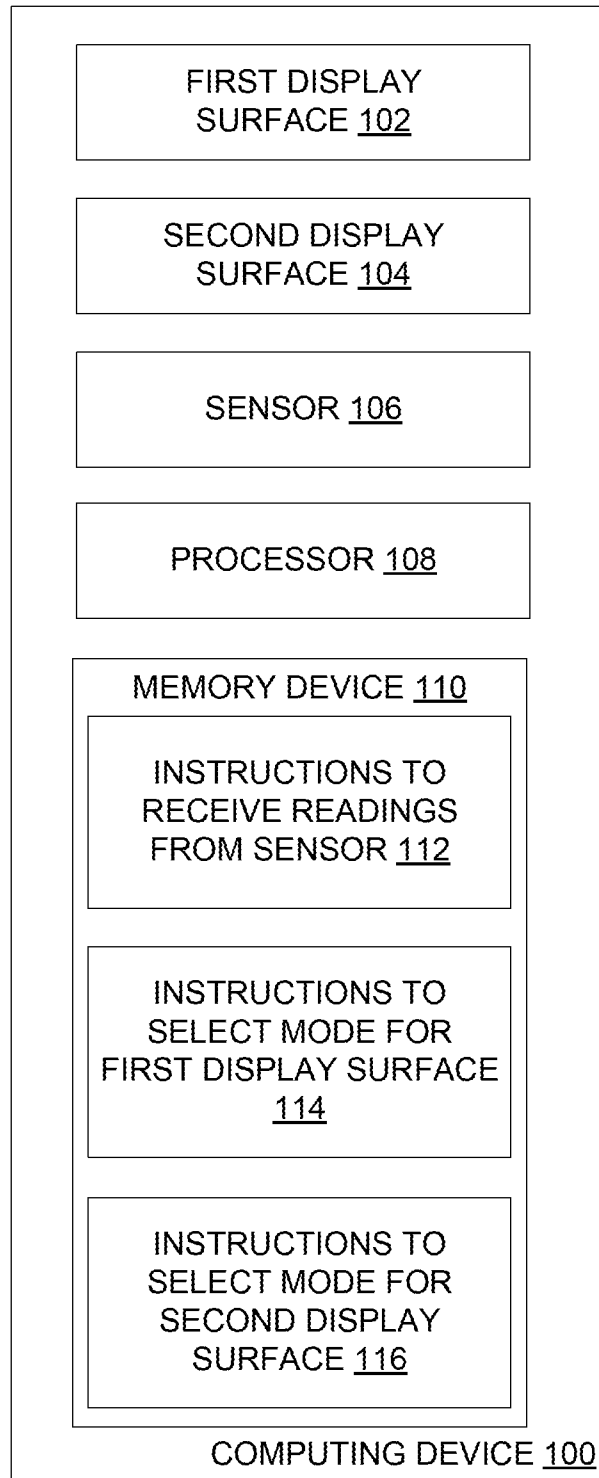 FIRST DISPLAY
SURFACE 102
SECOND DISPLAY
SURFACE 104
SENSOR 106
PROCESSOR 108
MEMORY DEVICE 110
INSTRUCTIONS TO
RECEIVE READINGS
FROM SENSOR 112
INSTRUCTIONS TO
SELECT MODE FOR
FIRST DISPLAY SURFACE
114
INSTRUCTIONS TO
SELECT MODE FOR
SECOND DISPLAY
SURFACE 116
COMPUTING DEVICE 100